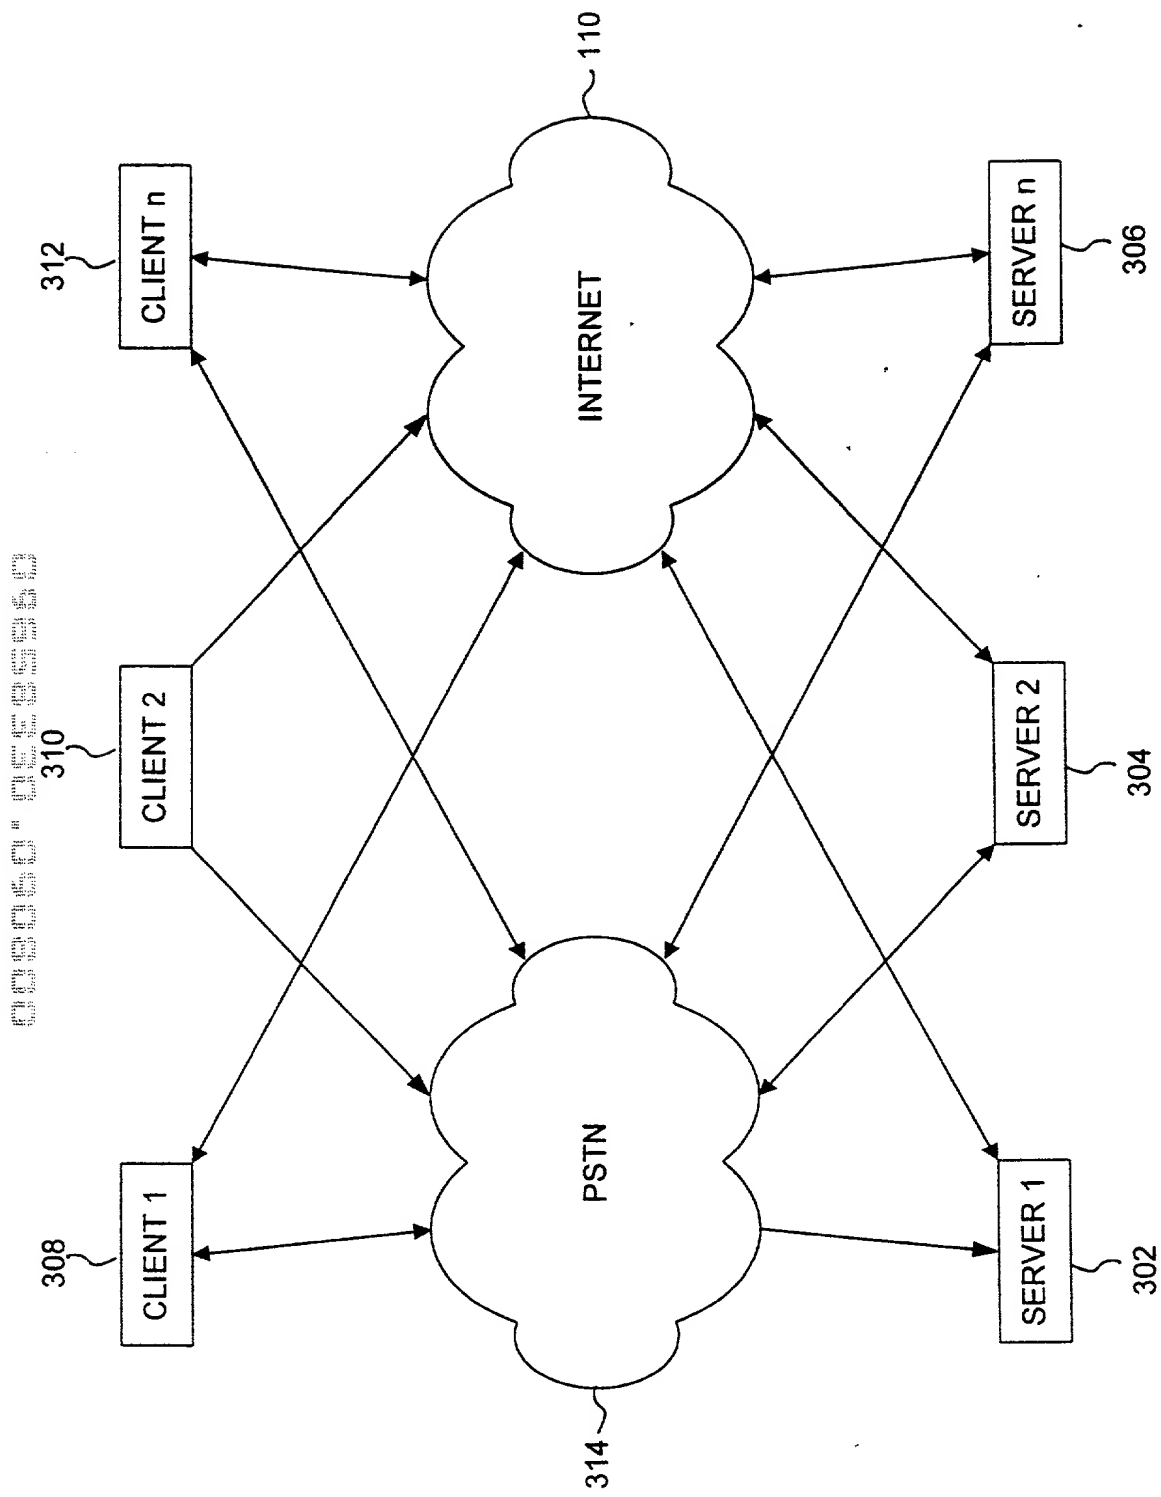 308
CLIENT 1
310
CLIENT 2
312
CLIENT n
314
PSTN
INTERNET
110
SERVER 1
302
SERVER 2
304
SERVER n
306